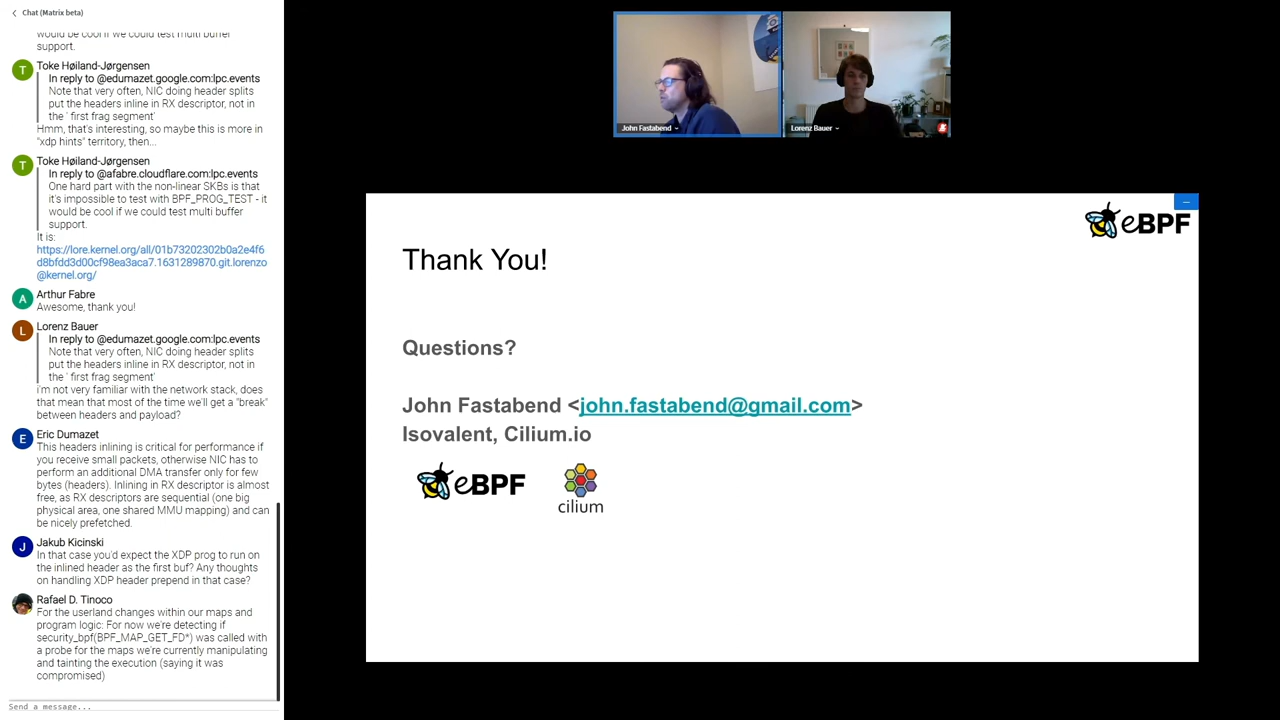 Chat (Matrix beta)
would be cool if we could test multi buffer
support.
Toke Høiland-Jørgensen
In reply to @edumazet.google.com:lpc.events
Note that very often, NIC doing header splits
put the headers inline in RX descriptor, not in
the ' first frag segment'
Hmm, that's interesting, so maybe this is more in
"xdp hints" territory, then...
Toke Høiland-Jørgensen
In reply to @afabre.cloudflare.com:lpc.events
One hard part with the non-linear SKBs is that
it's impossible to test with BPF_PROG_TEST - it
would be cool if we could test multi buffer
support.
It is:
https://lore.kernel.org/all/01b73202302b0a2e4f6
d8bfdd3d00cf98ea3aca7.1631289870.git.lorenzo
@kernel.org/
Arthur Fabre
Awesome, thank you!
Lorenz Bauer
In reply to @edumazet.google.com:lpc.events
Note that very often, NIC doing header splits
put the headers inline in RX descriptor, not in
the ' first frag segment'
i'm not very familiar with the network stack, does
that mean that most of the time we'll get a "break"
between headers and payload?
Eric Dumazet
This headers inlining is critical for performance if
you receive small packets, otherwise NIC has to
perform an additional DMA transfer only for few
bytes (headers). Inlining in RX descriptor is almost
free, as RX descriptors are sequential (one big
physical area, one shared MMU mapping) and can
be nicely prefetched.
Jakub Kicinski
In that case you'd expect the XDP prog to run on
the inlined header as the first buf? Any thoughts
on handling XDP header prepend in that case?
Rafael D. Tinoco
For the userland changes within our maps and
program logic: For now we're detecting if
security_bpf(BPF_MAP_GET_FD*) was called with
a probe for the maps we're currently manipulating
and tainting the execution (saying it was
compromised)
Send a message...
John Fastabend
Lorenz Bauer
eBPF
Thank You!
Questions?
John Fastabend <john.fastabend@gmail.com>
Isovalent, Cilium.io
eBPF
cilium
T
T
A
L
E
J